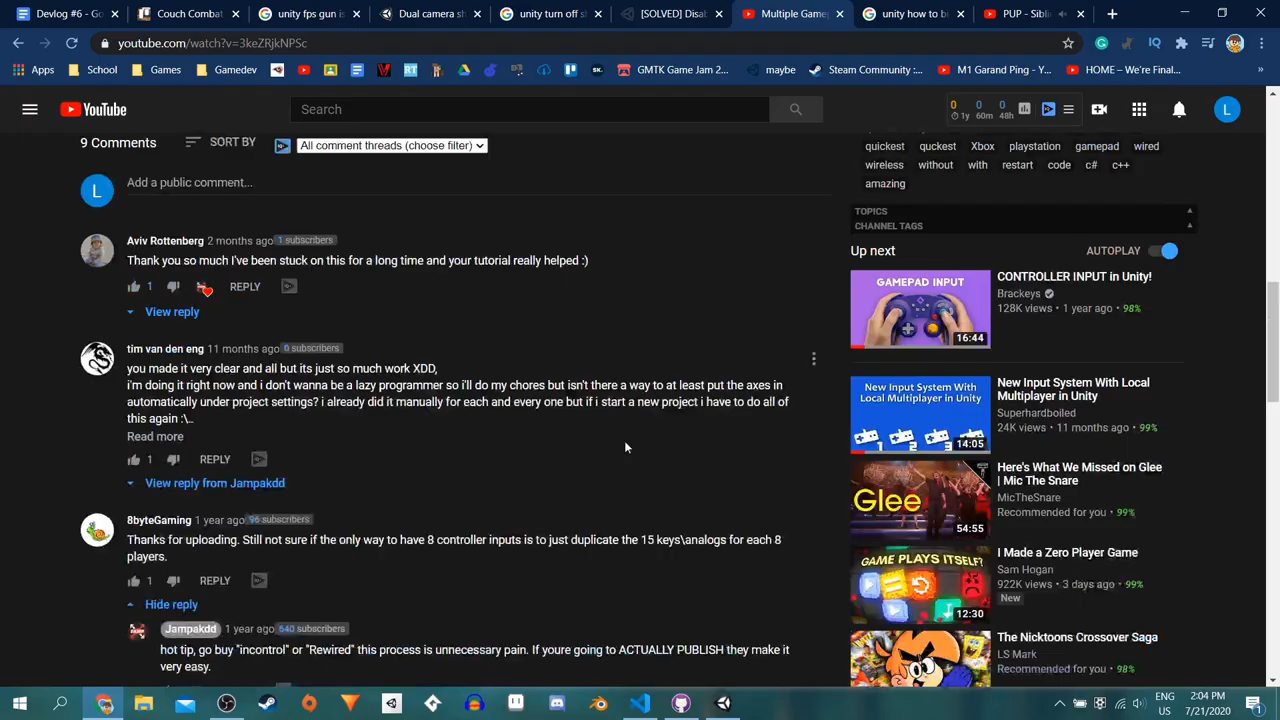 Devlog #6 - Go
Couch Combat
unity fps gun is
Dual camera sh
unity turn off sh
[SOLVED] Disab
Multiple Gamep
unity how to b
PUP - Sibli
youtube.com/watch?v=3keZRjkNPSc
Apps
School
Games
Gamedev
GMTK Game Jam 2...
maybe
Steam Community :...
M1 Garand Ping - Y...
HOME – We're Final...
YouTube
Search
0 0 0
1y 60m 48h
L
9 Comments
SORT BY
All comment threads (choose filter)
L
Add a public comment...
Aviv Rottenberg 2 months ago 1 subscribers
Thank you so much I've been stuck on this for a long time and your tutorial really helped :)
1 REPLY
View reply
tim van den eng 11 months ago 0 subscribers
you made it very clear and all but its just so much work XDD,
i'm doing it right now and i don't wanna be a lazy programmer so i'll do my chores but isn't there a way to at least put the axes in
automatically under project settings? i already did it manually for each and every one but if i start a new project i have to do all of
this again :\..
Read more
1 REPLY
View reply from Jampakdd
8byteGaming 1 year ago 96 subscribers
Thanks for uploading. Still not sure if the only way to have 8 controller inputs is to just duplicate the 15 keys\analogs for each 8
players.
1 REPLY
Hide reply
Jampakdd 1 year ago 540 subscribers
hot tip, go buy "incontrol" or "Rewired" this process is unnecessary pain. If youre going to ACTUALLY PUBLISH they make it
very easy.
quickest quckest Xbox playstation gamepad wired
wireless without with restart code c# c++
amazing
TOPICS
CHANNEL TAGS
Up next
AUTOPLAY
GAMEPAD INPUT
16:44
CONTROLLER INPUT in Unity!
Brackeys
128K views • 1 year ago • 98%
New Input System With
Local Multiplayer in Unity
1 2 3 4
14:05
New Input System With
Local Multiplayer in Unity
Superhardboiled
24K views • 11 months ago • 99%
Glee
54:55
Here's What We Missed on Glee
| Mic The Snare
MicTheSnare
Recommended for you • 99%
GAME PLAYS ITSELF?
12:30
I Made a Zero Player Game
Sam Hogan
922K views • 3 days ago • 99%
New
The Nicktoons Crossover Saga
LS Mark
Recommended for you • 98%
ENG
US
2:04 PM
7/21/2020
1